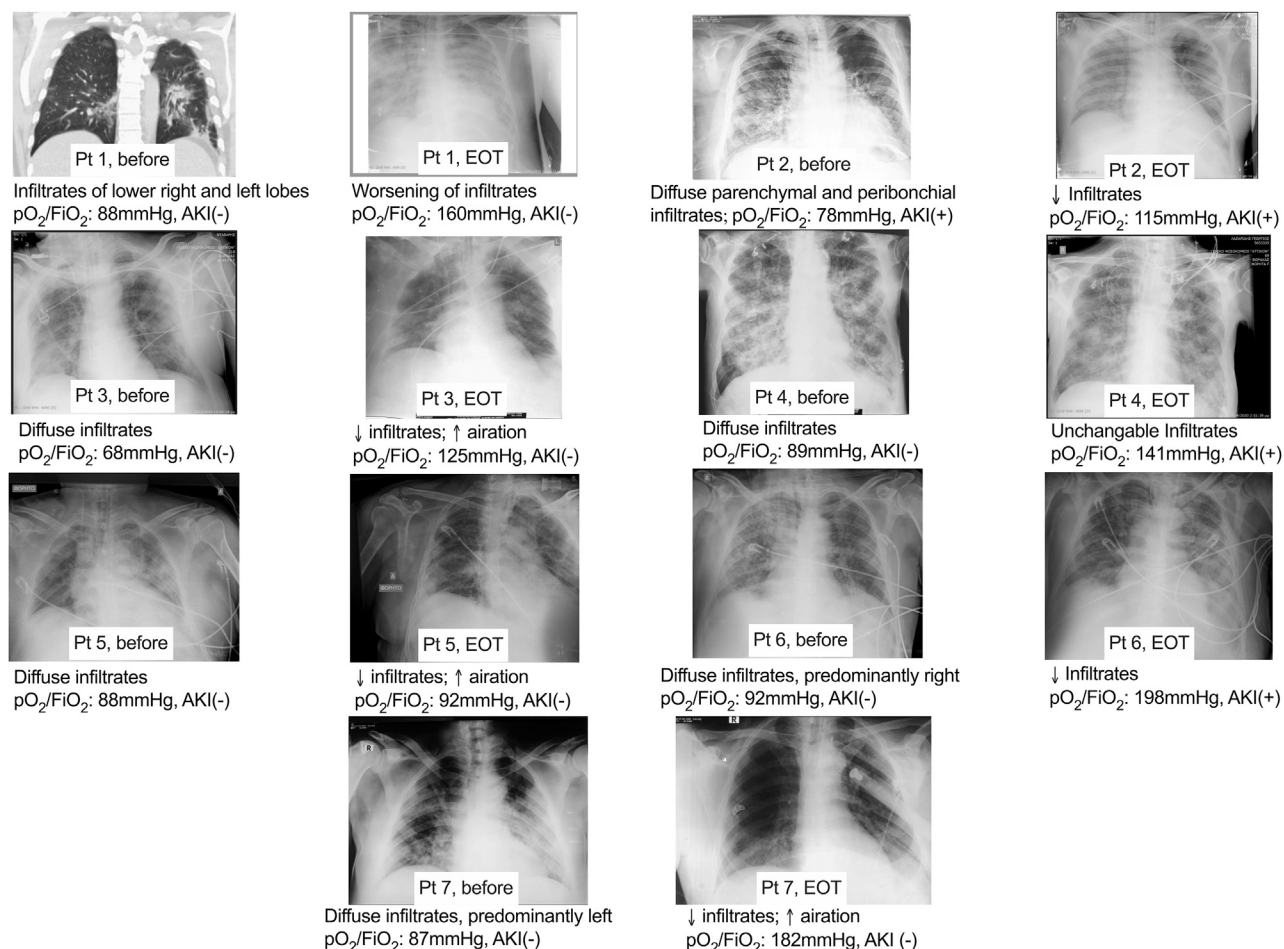 Pt 1, before
Infiltrates of lower right and left lobes
pO2/FiO2: 88mmHg, AKI(-)
Pt 1, EOT
Worsening of infiltrates
pO2/FiO2: 160mmHg, AKI(-)
Pt 2, before
Diffuse parenchymal and peribonchial
infiltrates; pO2/FiO2: 78mmHg, AKI(+)
Pt 2, EOT
↓ Infiltrates
pO2/FiO2: 115mmHg, AKI(+)
Pt 3, before
Diffuse infiltrates
pO2/FiO2: 68mmHg, AKI(-)
L
Pt 3, EOT
↓ infiltrates; ↑ airation
pO2/FiO2: 125mmHg, AKI(-)
Pt 4, before
Diffuse infiltrates
pO2/FiO2: 89mmHg, AKI(-)
Pt 4, EOT
Unchangable Infiltrates
pO2/FiO2: 141mmHg, AKI(+)
ΦΟΡΗΤΟ
Pt 5, before
Diffuse infiltrates
pO2/FiO2: 88mmHg, AKI(-)
ΦΟΡΗΤΟ
Pt 5, EOT
↓ infiltrates; ↑ airation
pO2/FiO2: 92mmHg, AKI(-)
Pt 6, before
Diffuse infiltrates, predominantly right
pO2/FiO2: 92mmHg, AKI(-)
Pt 6, EOT
↓ Infiltrates
pO2/FiO2: 198mmHg, AKI(+)
R
Pt 7, before
Diffuse infiltrates, predominantly left
pO2/FiO2: 87mmHg, AKI(-)
R
Pt 7, EOT
↓ infiltrates; ↑ airation
pO2/FiO2: 182mmHg, AKI (-)